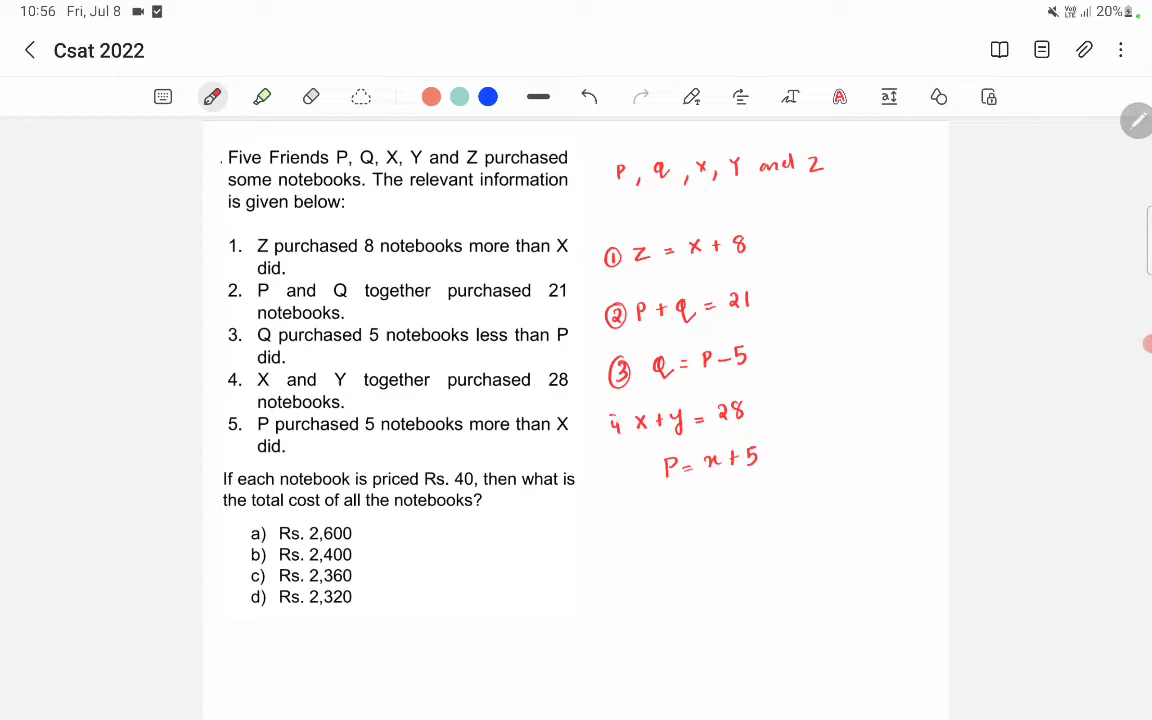 10:56 Fri, Jul 8 20%
Csat 2022
. Five Friends P, Q, X, Y and Z purchased
some notebooks. The relevant information
is given below:
1. Z purchased 8 notebooks more than X
did.
2. P and Q together purchased 21
notebooks.
3. Q purchased 5 notebooks less than P
did.
4. X and Y together purchased 28
notebooks.
5. P purchased 5 notebooks more than X
did.
If each notebook is priced Rs. 40, then what is
the total cost of all the notebooks?
a) Rs. 2,600
b) Rs. 2,400
c) Rs. 2,360
d) Rs. 2,320
P, Q, X, Y and Z
① Z = X + 8
② P + Q = 21
③ Q = P - 5
4 X + Y = 28
P = x + 5